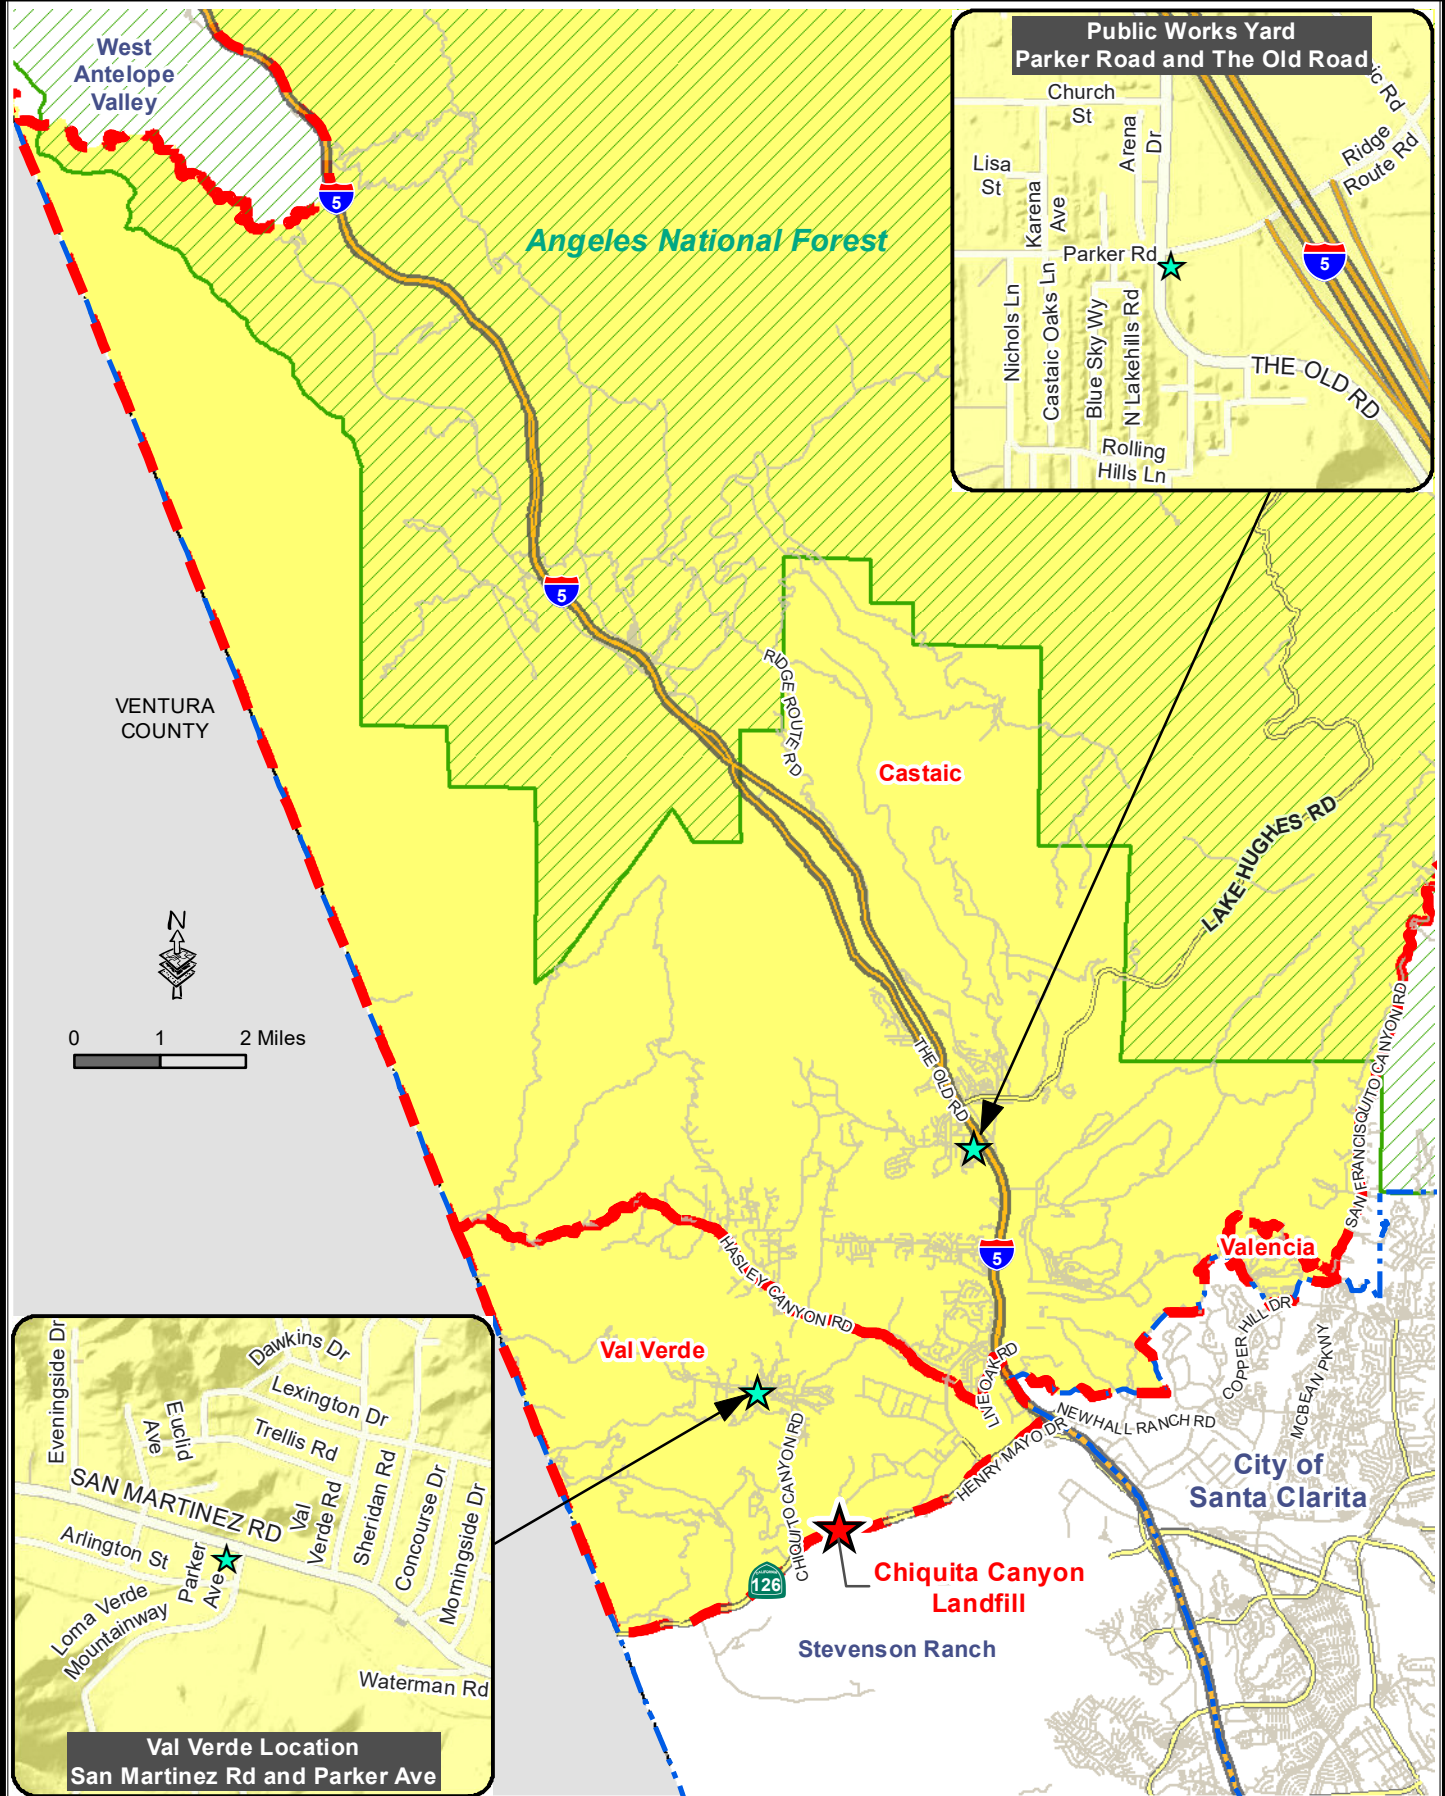 West
Antelope
Valley
5
Angeles National Forest
Public Works Yard
Parker Road and The Old Road
Church
St
Arena
Dr
Ridge
Route Rd
Lisa
St
Karena
Ave
Parker Rd
5
Nichols Ln
Castaic Oaks Ln
Blue Sky Wy
N Lakehills Rd
THE OLD RD
Rolling
Hills Ln
5
VENTURA
COUNTY
RIDGE ROUTE RD
Castaic
LAKE HUGHES RD
N
0 1 2 Miles
THE OLD RD
SAN FRANCISQUITO CANYON RD
5
Valencia
HASLEY CANYON RD
Val Verde
LIVE OAK RD
COPPER HILL DR
MCBEAN PKWY
NEWHALL RANCH RD
HENRY MAYO DR
CHIQUITO CANYON RD
City of
Santa Clarita
CALIFORNIA
126
Chiquita Canyon
Landfill
Stevenson Ranch
Eveningside Dr
Dawkins Dr
Lexington Dr
Euclid
Ave
Trellis Rd
SAN MARTINEZ RD
Val
Verde Rd
Sheridan Rd
Concourse Dr
Morningside Dr
Arlington St
Parker
Ave
Loma Verde
Mountainway
Waterman Rd
Val Verde Location
San Martinez Rd and Parker Ave